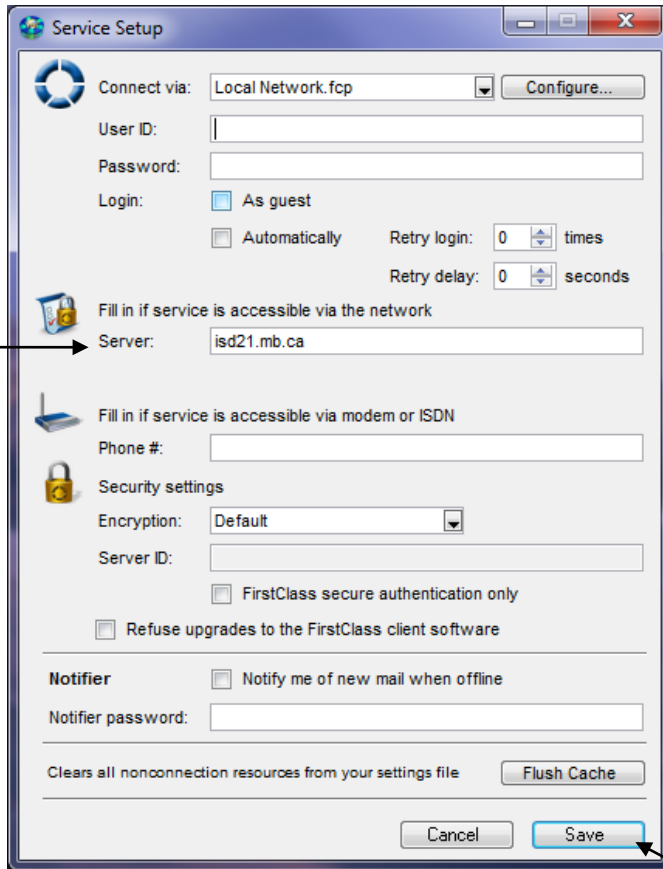 Service Setup
Connect via: Local Network.fcp Configure...
User ID:
Password:
Login: As guest
Automatically Retry login: 0 times
Retry delay: 0 seconds
Fill in if service is accessible via the network
Server: isd21.mb.ca
Fill in if service is accessible via modem or ISDN
Phone #:
Security settings
Encryption: Default
Server ID:
FirstClass secure authentication only
Refuse upgrades to the FirstClass client software
Notifier Notify me of new mail when offline
Notifier password:
Clears all nonconnection resources from your settings file Flush Cache
Cancel Save